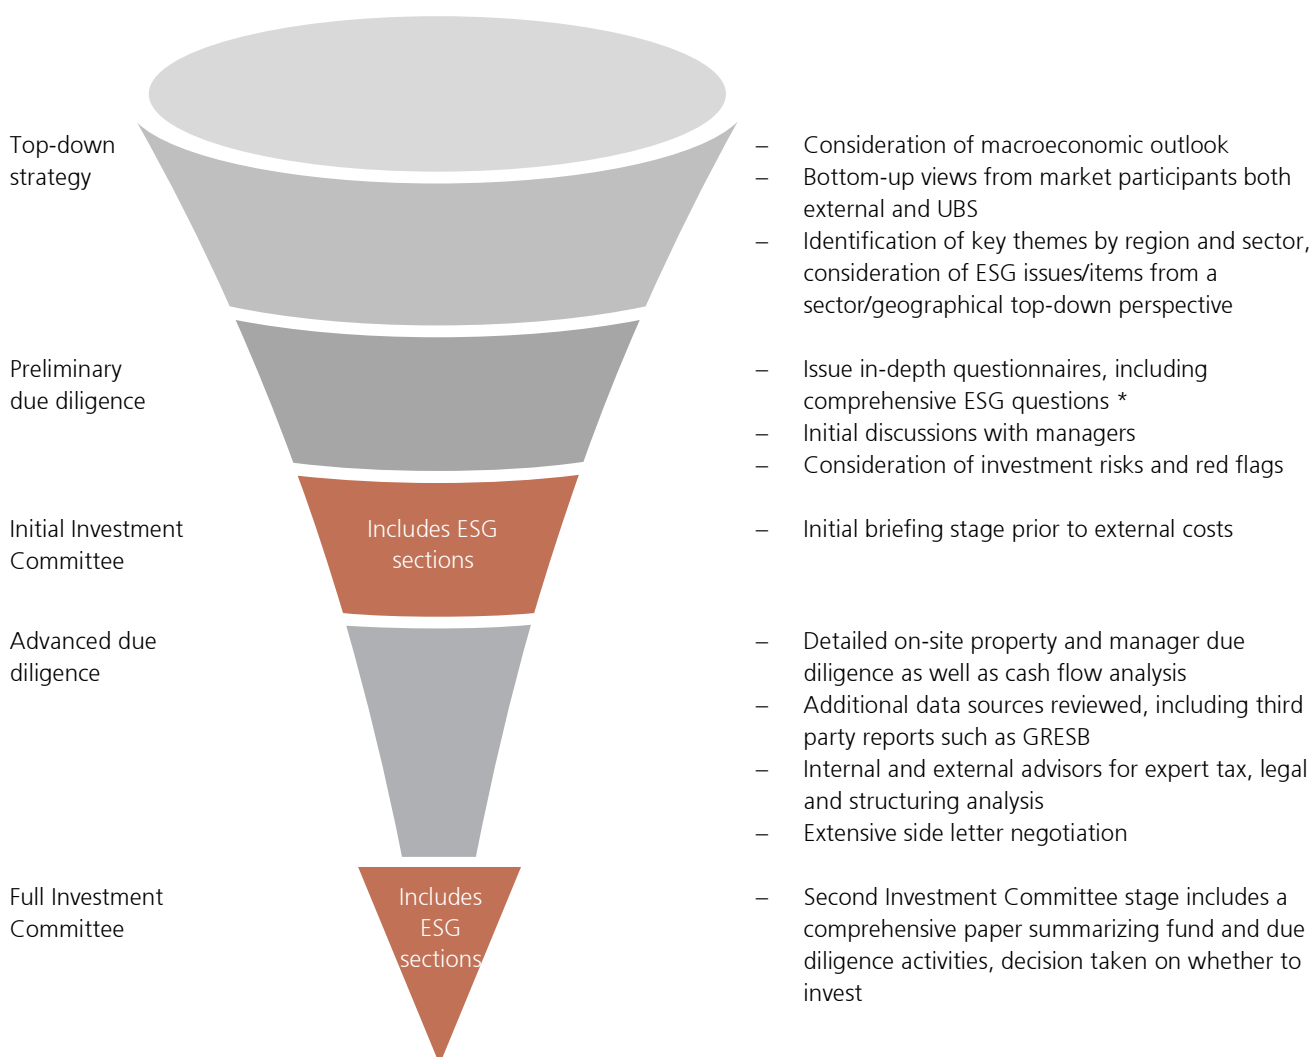 Top-down
strategy
– Consideration of macroeconomic outlook
– Bottom-up views from market participants both
external and UBS
– Identification of key themes by region and sector,
consideration of ESG issues/items from a
sector/geographical top-down perspective
Preliminary
due diligence
– Issue in-depth questionnaires, including
comprehensive ESG questions *
– Initial discussions with managers
– Consideration of investment risks and red flags
Initial Investment
Committee
Includes ESG
sections
– Initial briefing stage prior to external costs
Advanced due
diligence
– Detailed on-site property and manager due
diligence as well as cash flow analysis
– Additional data sources reviewed, including third
party reports such as GRESB
– Internal and external advisors for expert tax, legal
and structuring analysis
– Extensive side letter negotiation
Full Investment
Committee
Includes
ESG
sections
– Second Investment Committee stage includes a
comprehensive paper summarizing fund and due
diligence activities, decision taken on whether to
invest